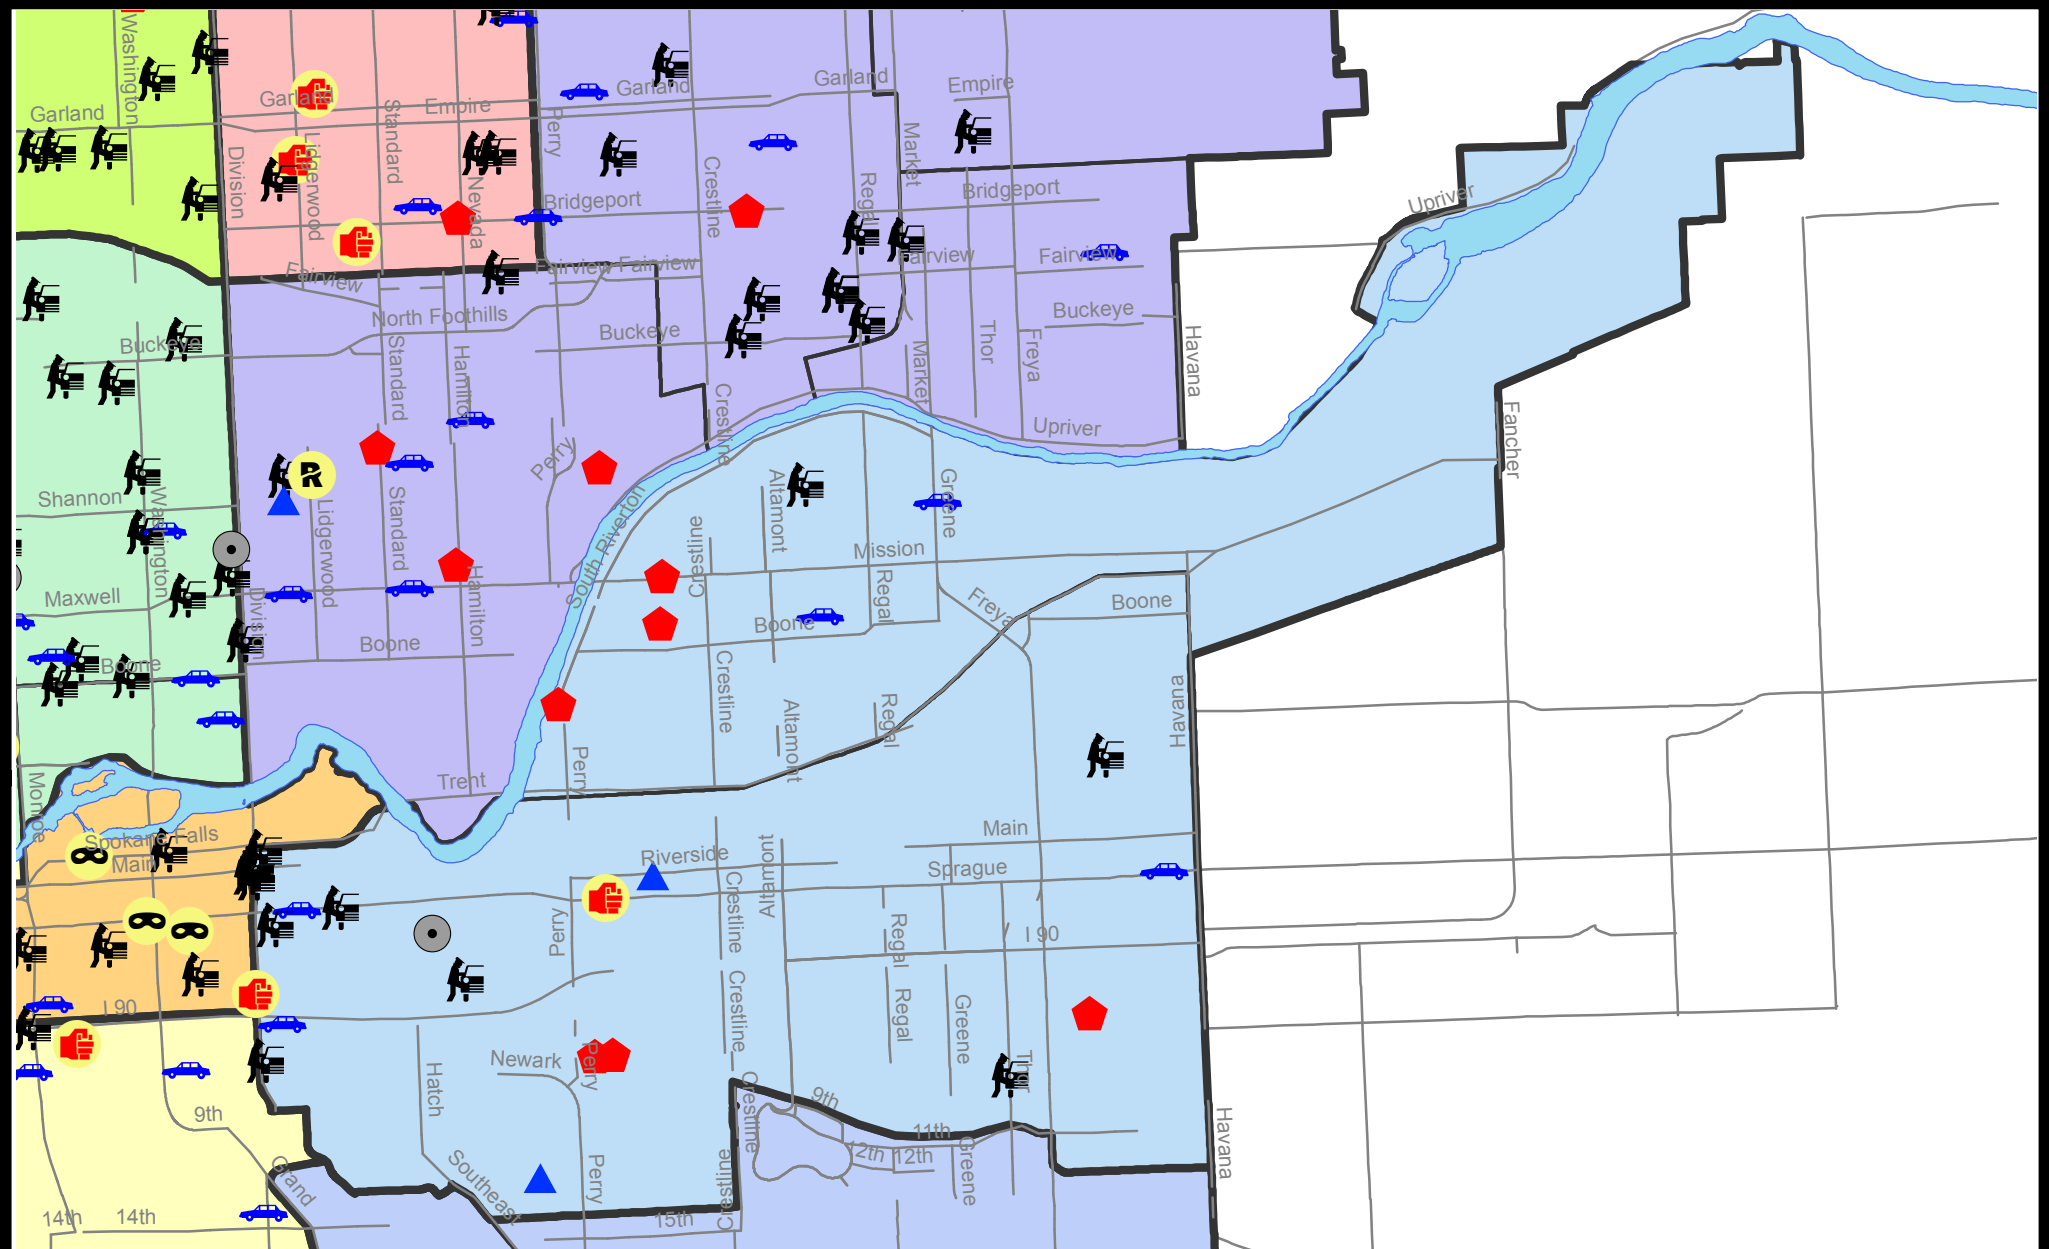 Washington
Garland
Garland
Garland
Garland
Empire
Empire
Standard
Lidgerwood
Division
Nevada
Perry
Crestline
Regal
Market
Bridgeport
Bridgeport
Upriver
Fairview
Fairview
Fairview
Fairview
Fairview
North Foothills
Buckeye
Buckeye
Buckeye
Standard
Hamilton
Crestline
Market
Thor
Freya
Havana
Upriver
Fancher
Perry
Shannon
Washington
Lidgerwood
Standard
South Riverton
Crestline
Altamont
Greene
Mission
Regal
Maxwell
Division
Hamilton
Freya
Boone
Boone
Boone
Boone
Crestline
Altamont
Regal
Havana
Perry
Trent
Monroe
Spokane Falls
Main
Main
Riverside
Sprague
Altamont
Crestline
Perry
Regal
I 90
I 90
Crestline
Regal
Greene
Newark
Perry
Hatch
Thor
9th
9th
Crestline
11th
12th
12th
Greene
Havana
Grand
Southeast
Perry
Crestline
14th
14th
15th
R